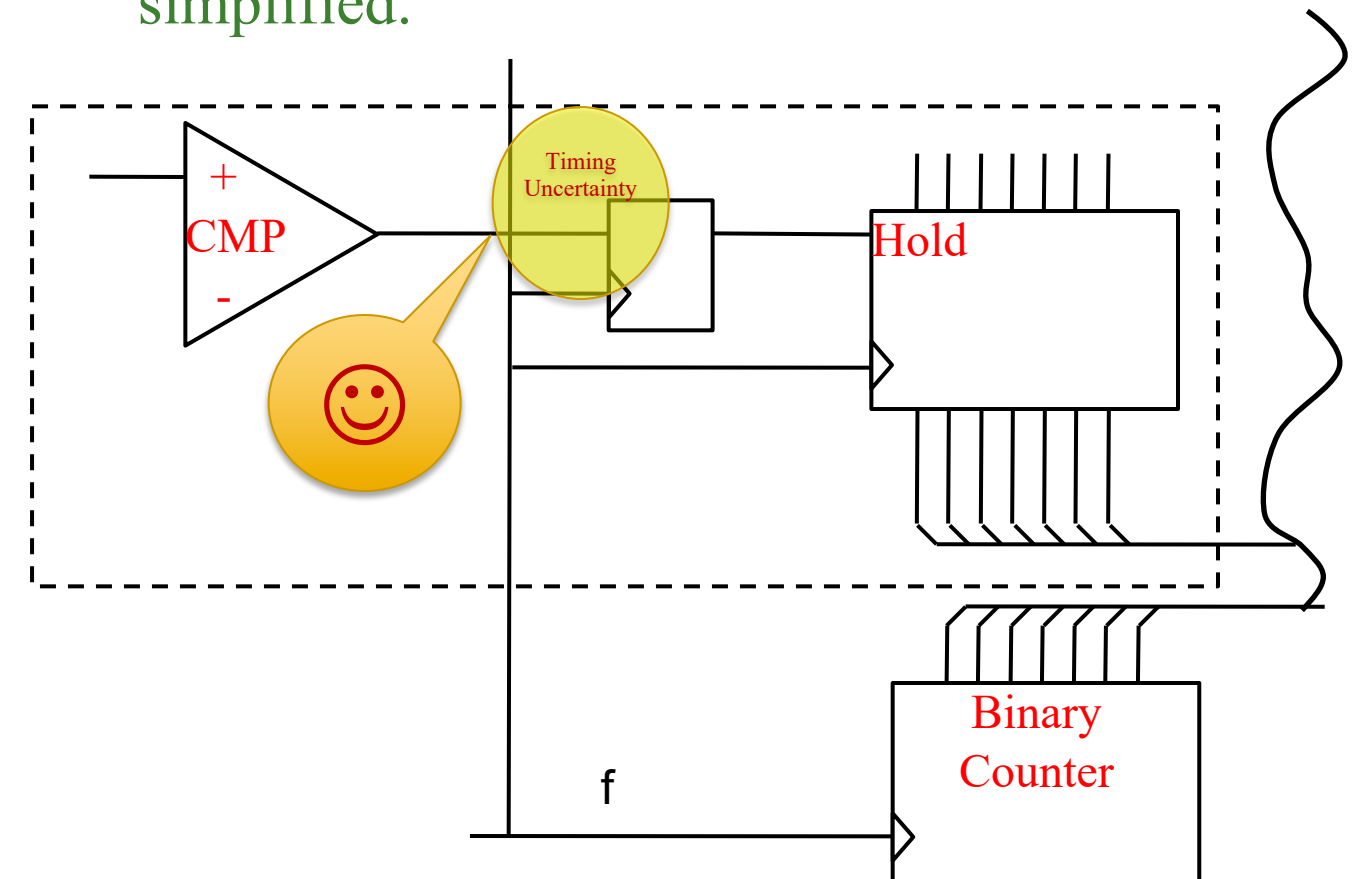 simplified.
Timing
Uncertainty
+
CMP
-
Hold
Binary
Counter
f